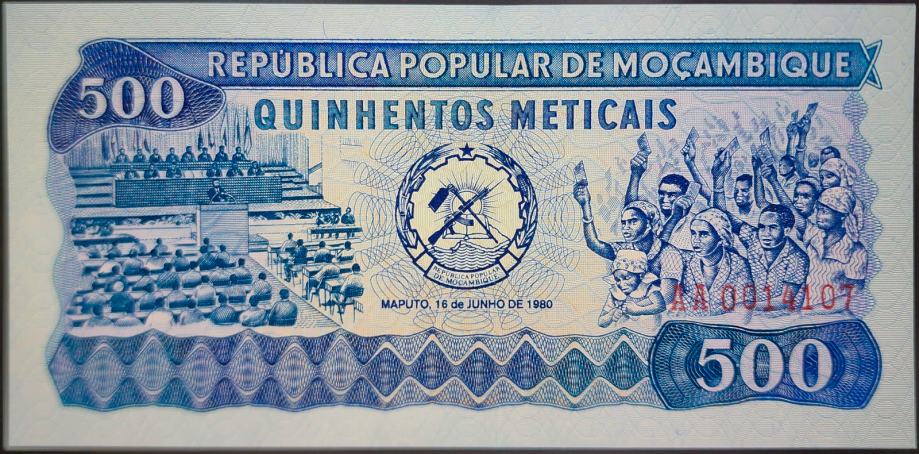 REPÚBLICA POPULAR DE MOÇAMBIQUE
500
QUINHENTOS METICAIS
REPÚBLICA POPULAR
DE MOÇAMBIQUE
MAPUTO, 16 de JUNHO DE 1980
AA 0014107
500